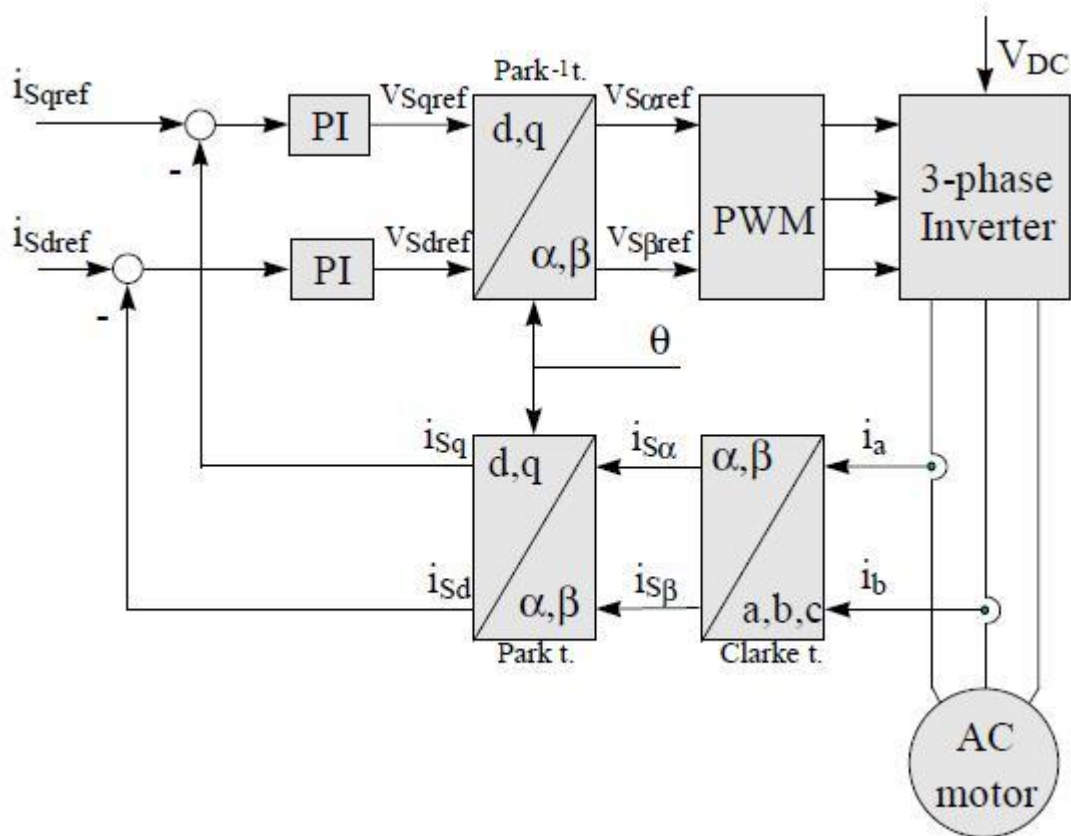 Park-1 t.
VDC
iSqref
vSqref
vSαref
PI
d,q
α,β
PWM
3-phase
Inverter
-
iSdref
vSdref
vSβref
PI
-
θ
iSq
iSα
ia
d,q
α,β
α,β
a,b,c
iSd
iSβ
ib
Park t.
Clarke t.
AC
motor